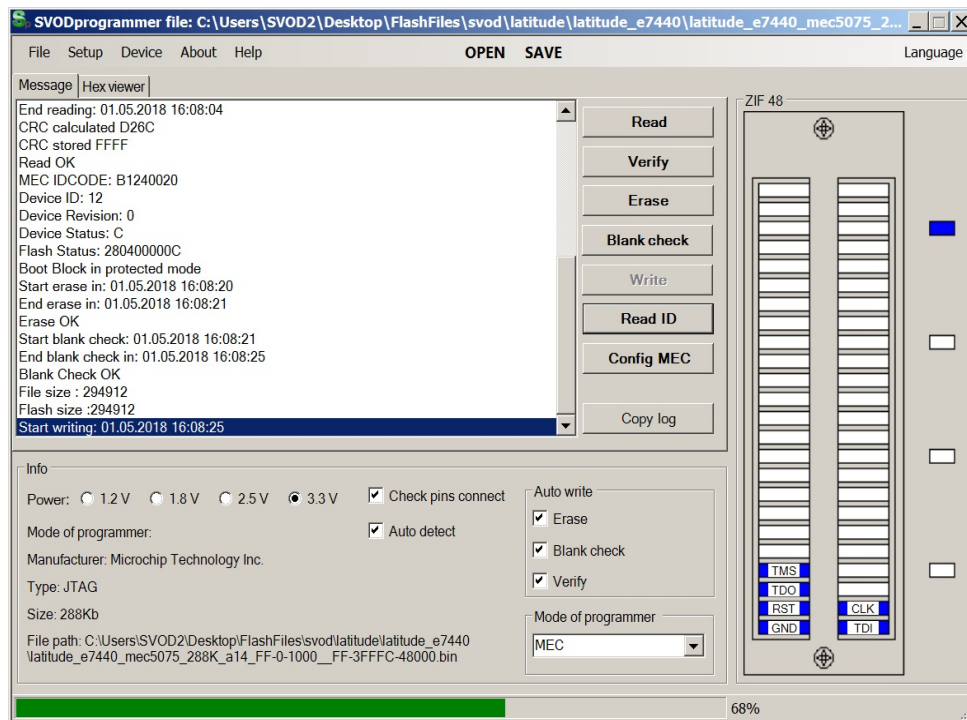 SVODprogrammer file: C:\Users\SVOD2\Desktop\FlashFiles\svod\latitude\latitude_e7440\latitude_e7440_mec5075_2...
File Setup Device About Help OPEN SAVE Language
Message Hex viewer
End reading: 01.05.2018 16:08:04
CRC calculated D26C
CRC stored FFFF
Read OK
MEC IDCODE: B1240020
Device ID: 12
Device Revision: 0
Device Status: C
Flash Status: 280400000C
Boot Block in protected mode
Start erase in: 01.05.2018 16:08:20
End erase in: 01.05.2018 16:08:21
Erase OK
Start blank check: 01.05.2018 16:08:21
End blank check in: 01.05.2018 16:08:25
Blank Check OK
File size : 294912
Flash size :294912
Start writing: 01.05.2018 16:08:25
Read
Verify
Erase
Blank check
Write
Read ID
Config MEC
Copy log
ZIF 48
TMS
TDO
RST CLK
GND TDI
Info
Power: 1.2 V 1.8 V 2.5 V 3.3 V
Check pins connect
Auto detect
Mode of programmer:
Manufacturer: Microchip Technology Inc.
Type: JTAG
Size: 288Kb
File path: C:\Users\SVOD2\Desktop\FlashFiles\svod\latitude\latitude_e7440
\latitude_e7440_mec5075_288K_a14_FF-0-1000__FF-3FFFC-48000.bin
Auto write
Erase
Blank check
Verify
Mode of programmer
MEC
68%